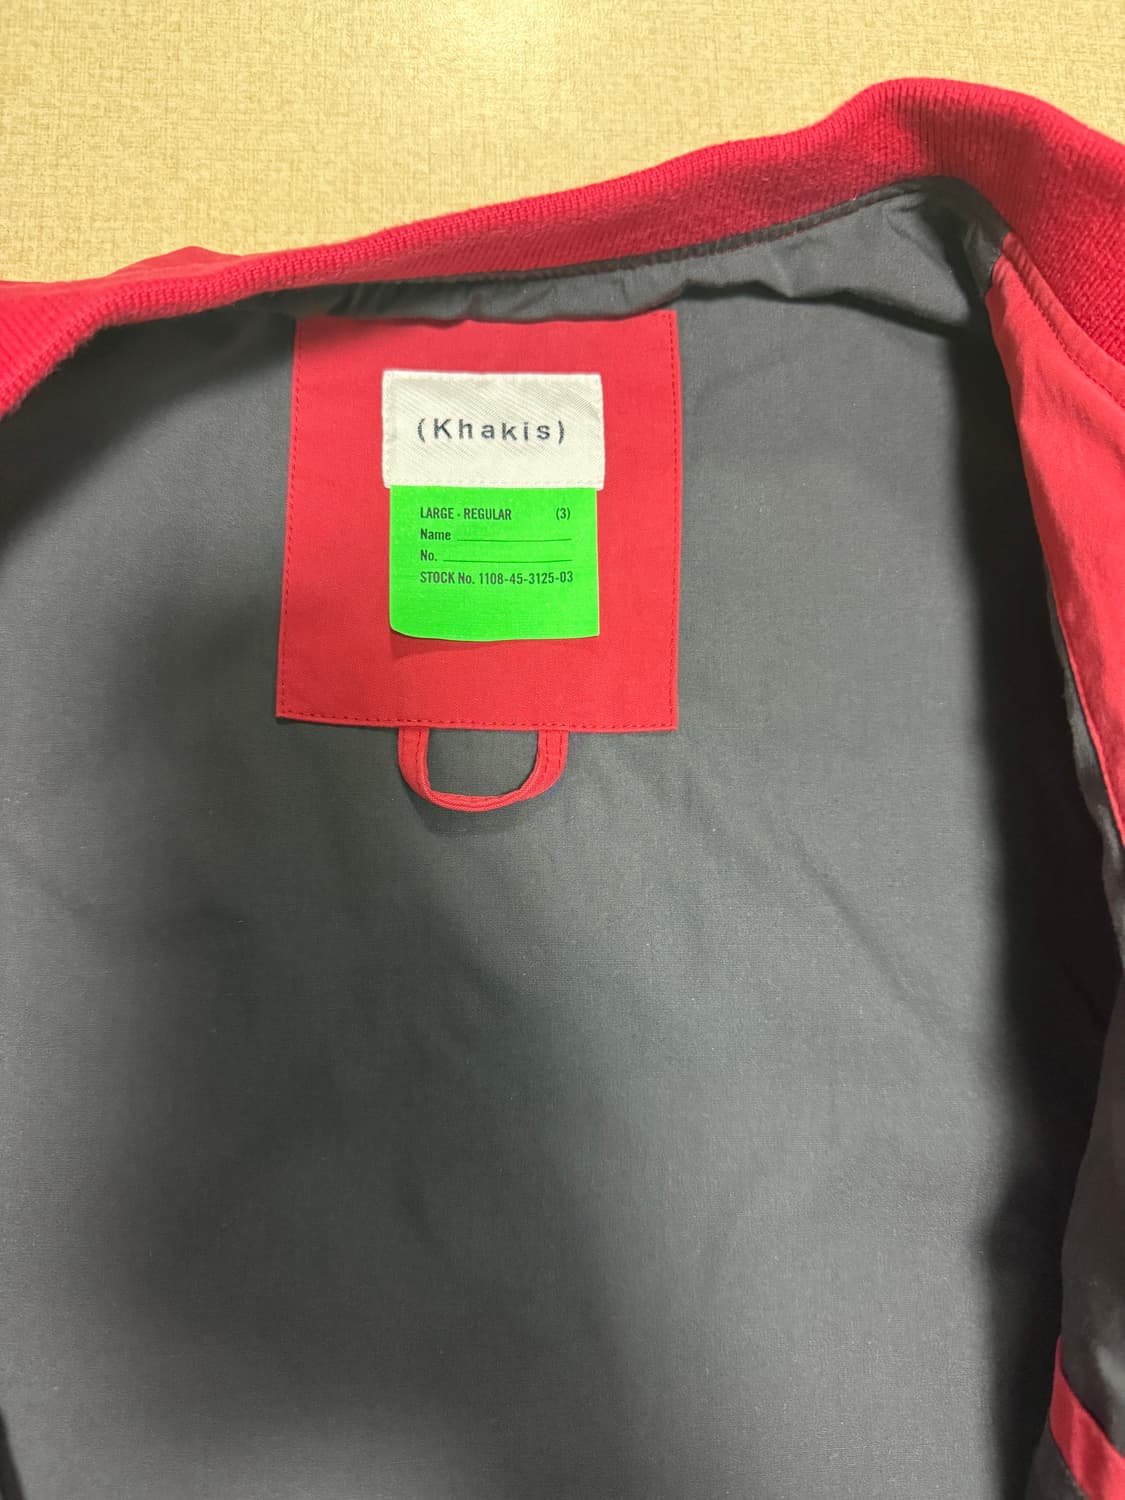 (Khakis)
LARGE - REGULAR (3)
Name
No.
STOCK No. 1108-45-3125-03